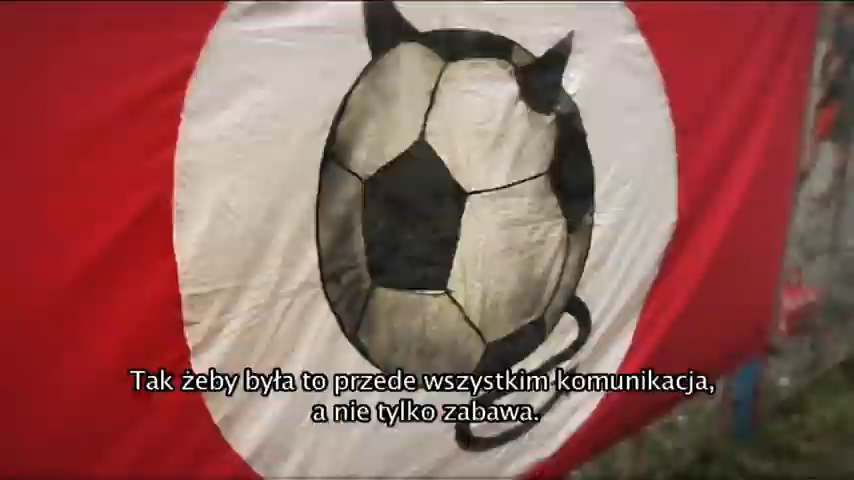 Tak żeby była to przede wszystkim komunikacja,
a nie tylko zabawa.